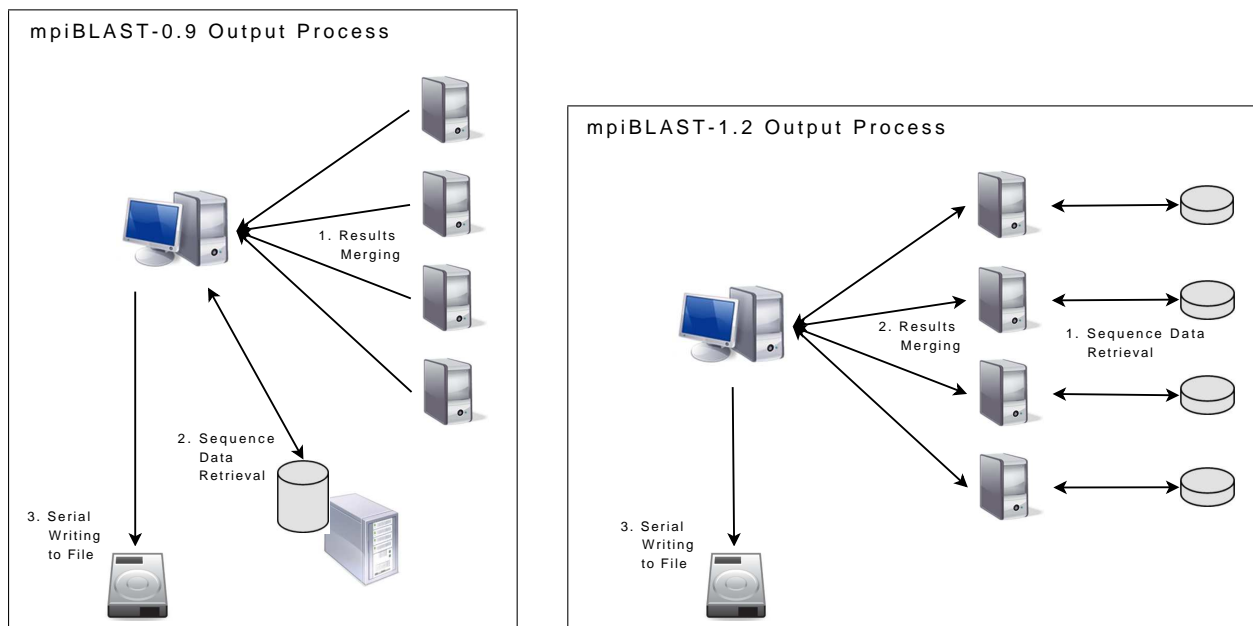 mpiBLAST-0.9 Output Process
1. Results
Merging
2. Sequence
Data
Retrieval
3. Serial
Writing
to File
mpiBLAST-1.2 Output Process
2. Results
Merging
1. Sequence Data
Retrieval
3. Serial
Writing
to File